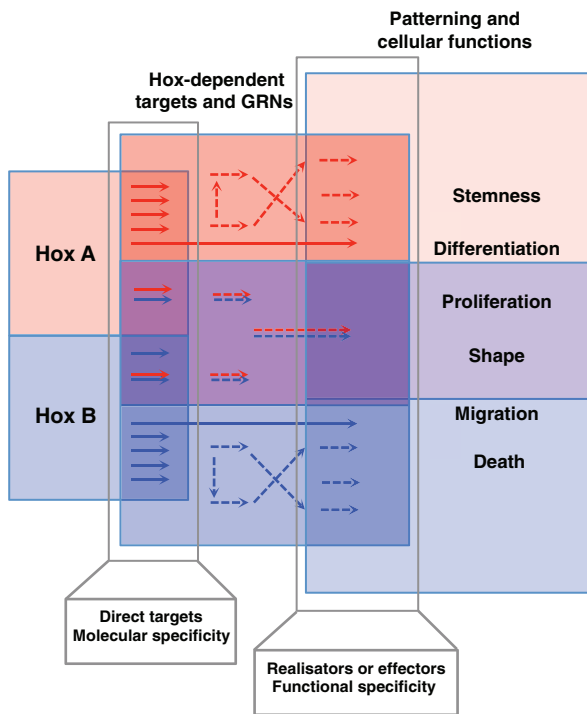 Patterning and
cellular functions
Hox-dependent
targets and GRNs
Hox A
Hox B
Stemness
Differentiation
Proliferation
Shape
Migration
Death
Direct targets
Molecular specificity
Realisators or effectors
Functional specificity